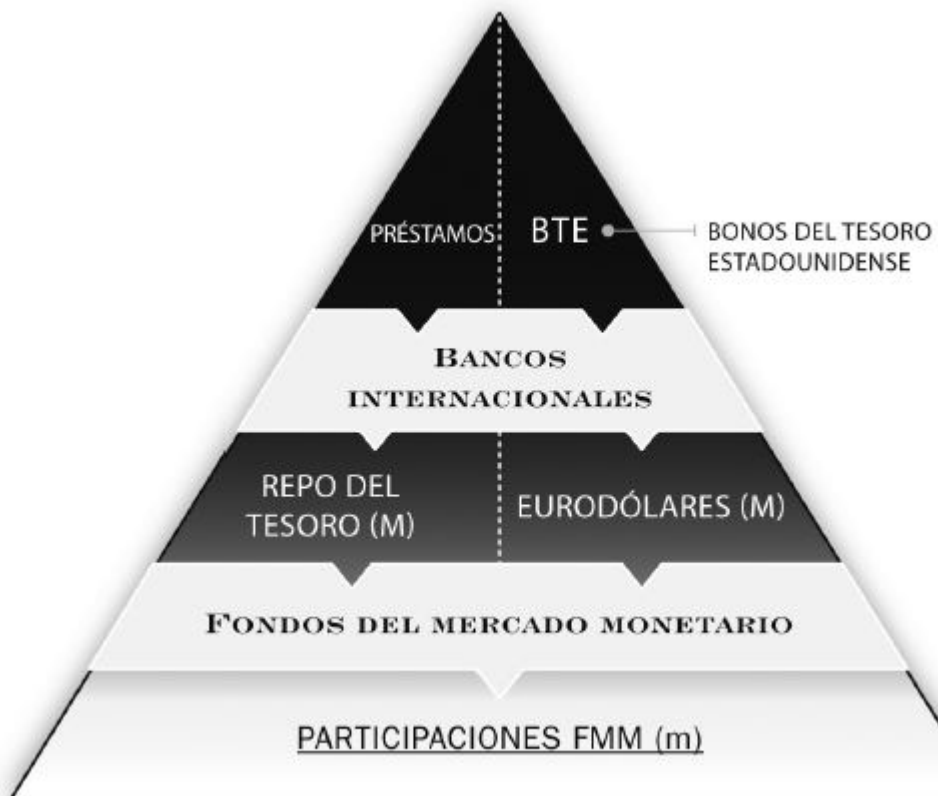 PRÉSTAMOS
BTE
BONOS DEL TESORO
ESTADOUNIDENSE
BANCOS
INTERNACIONALES
REPO DEL
TESORO (M)
EURODÓLARES (M)
FONDOS DEL MERCADO MONETARIO
PARTICIPACIONES FMM (m)